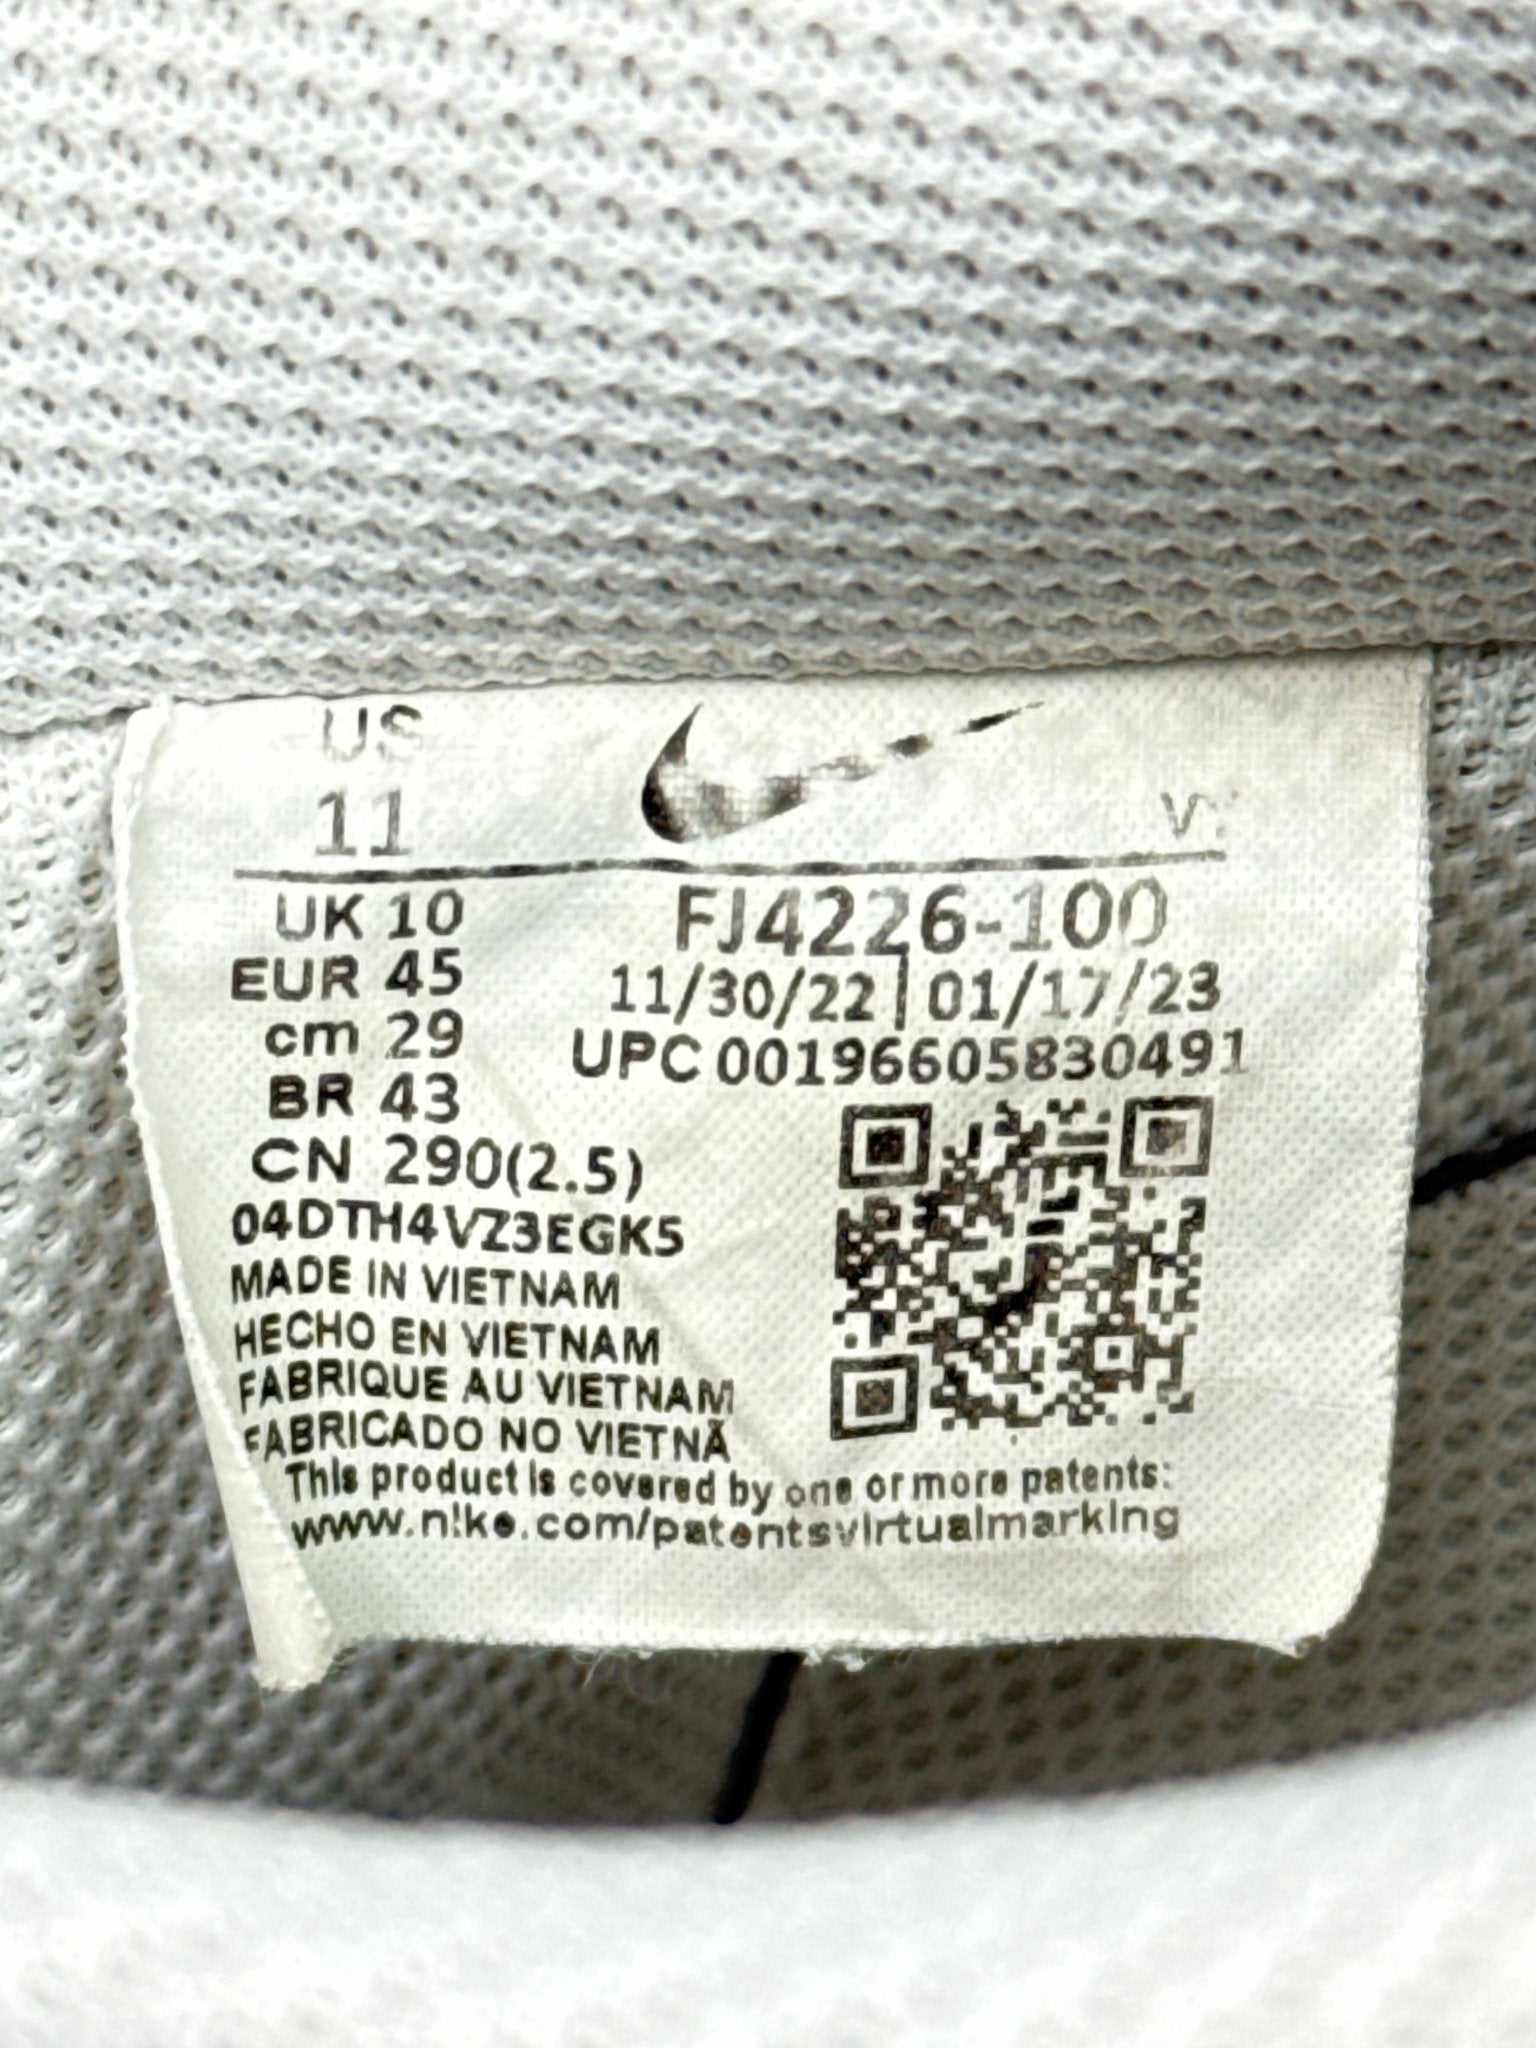 US
11
UK 10
EUR 45
cm 29
BR 43
CN 290(2.5)
FJ4226-100
11/30/22 | 01/17/23
UPC 00196605830491
04DTH4VZ3EGK5
MADE IN VIETNAM
HECHO EN VIETNAM
FABRIQUE AU VIETNAM
FABRICADO NO VIETNÃ
This product is covered by one or more patents:
www.nike.com/patentsvirtualmarking